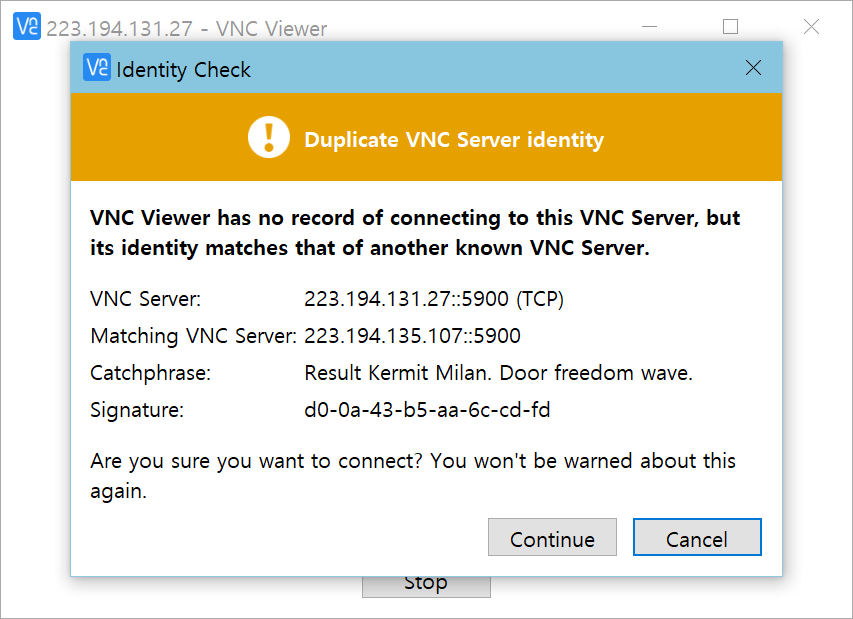 223.194.131.27 - VNC Viewer
Identity Check
Duplicate VNC Server identity
VNC Viewer has no record of connecting to this VNC Server, but
its identity matches that of another known VNC Server.
VNC Server: 223.194.131.27::5900 (TCP)
Matching VNC Server: 223.194.135.107::5900
Catchphrase: Result Kermit Milan. Door freedom wave.
Signature: d0-0a-43-b5-aa-6c-cd-fd
Are you sure you want to connect? You won't be warned about this
again.
Continue Cancel
Stop